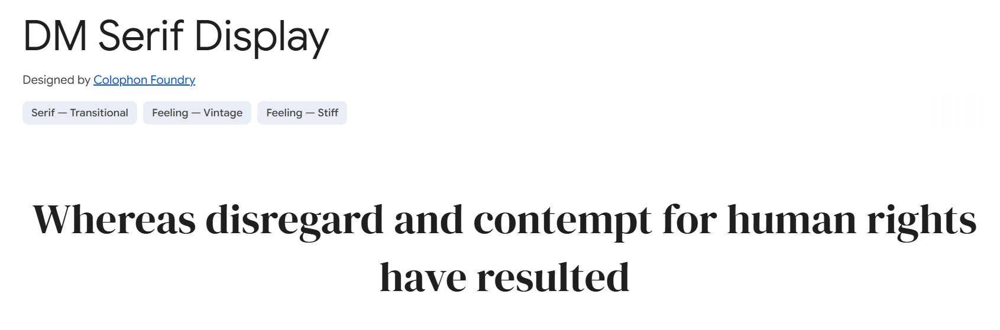 DM Serif Display
Designed by Colophon Foundry
Serif — Transitional Feeling — Vintage Feeling — Stiff
Whereas disregard and contempt for human rights
have resulted